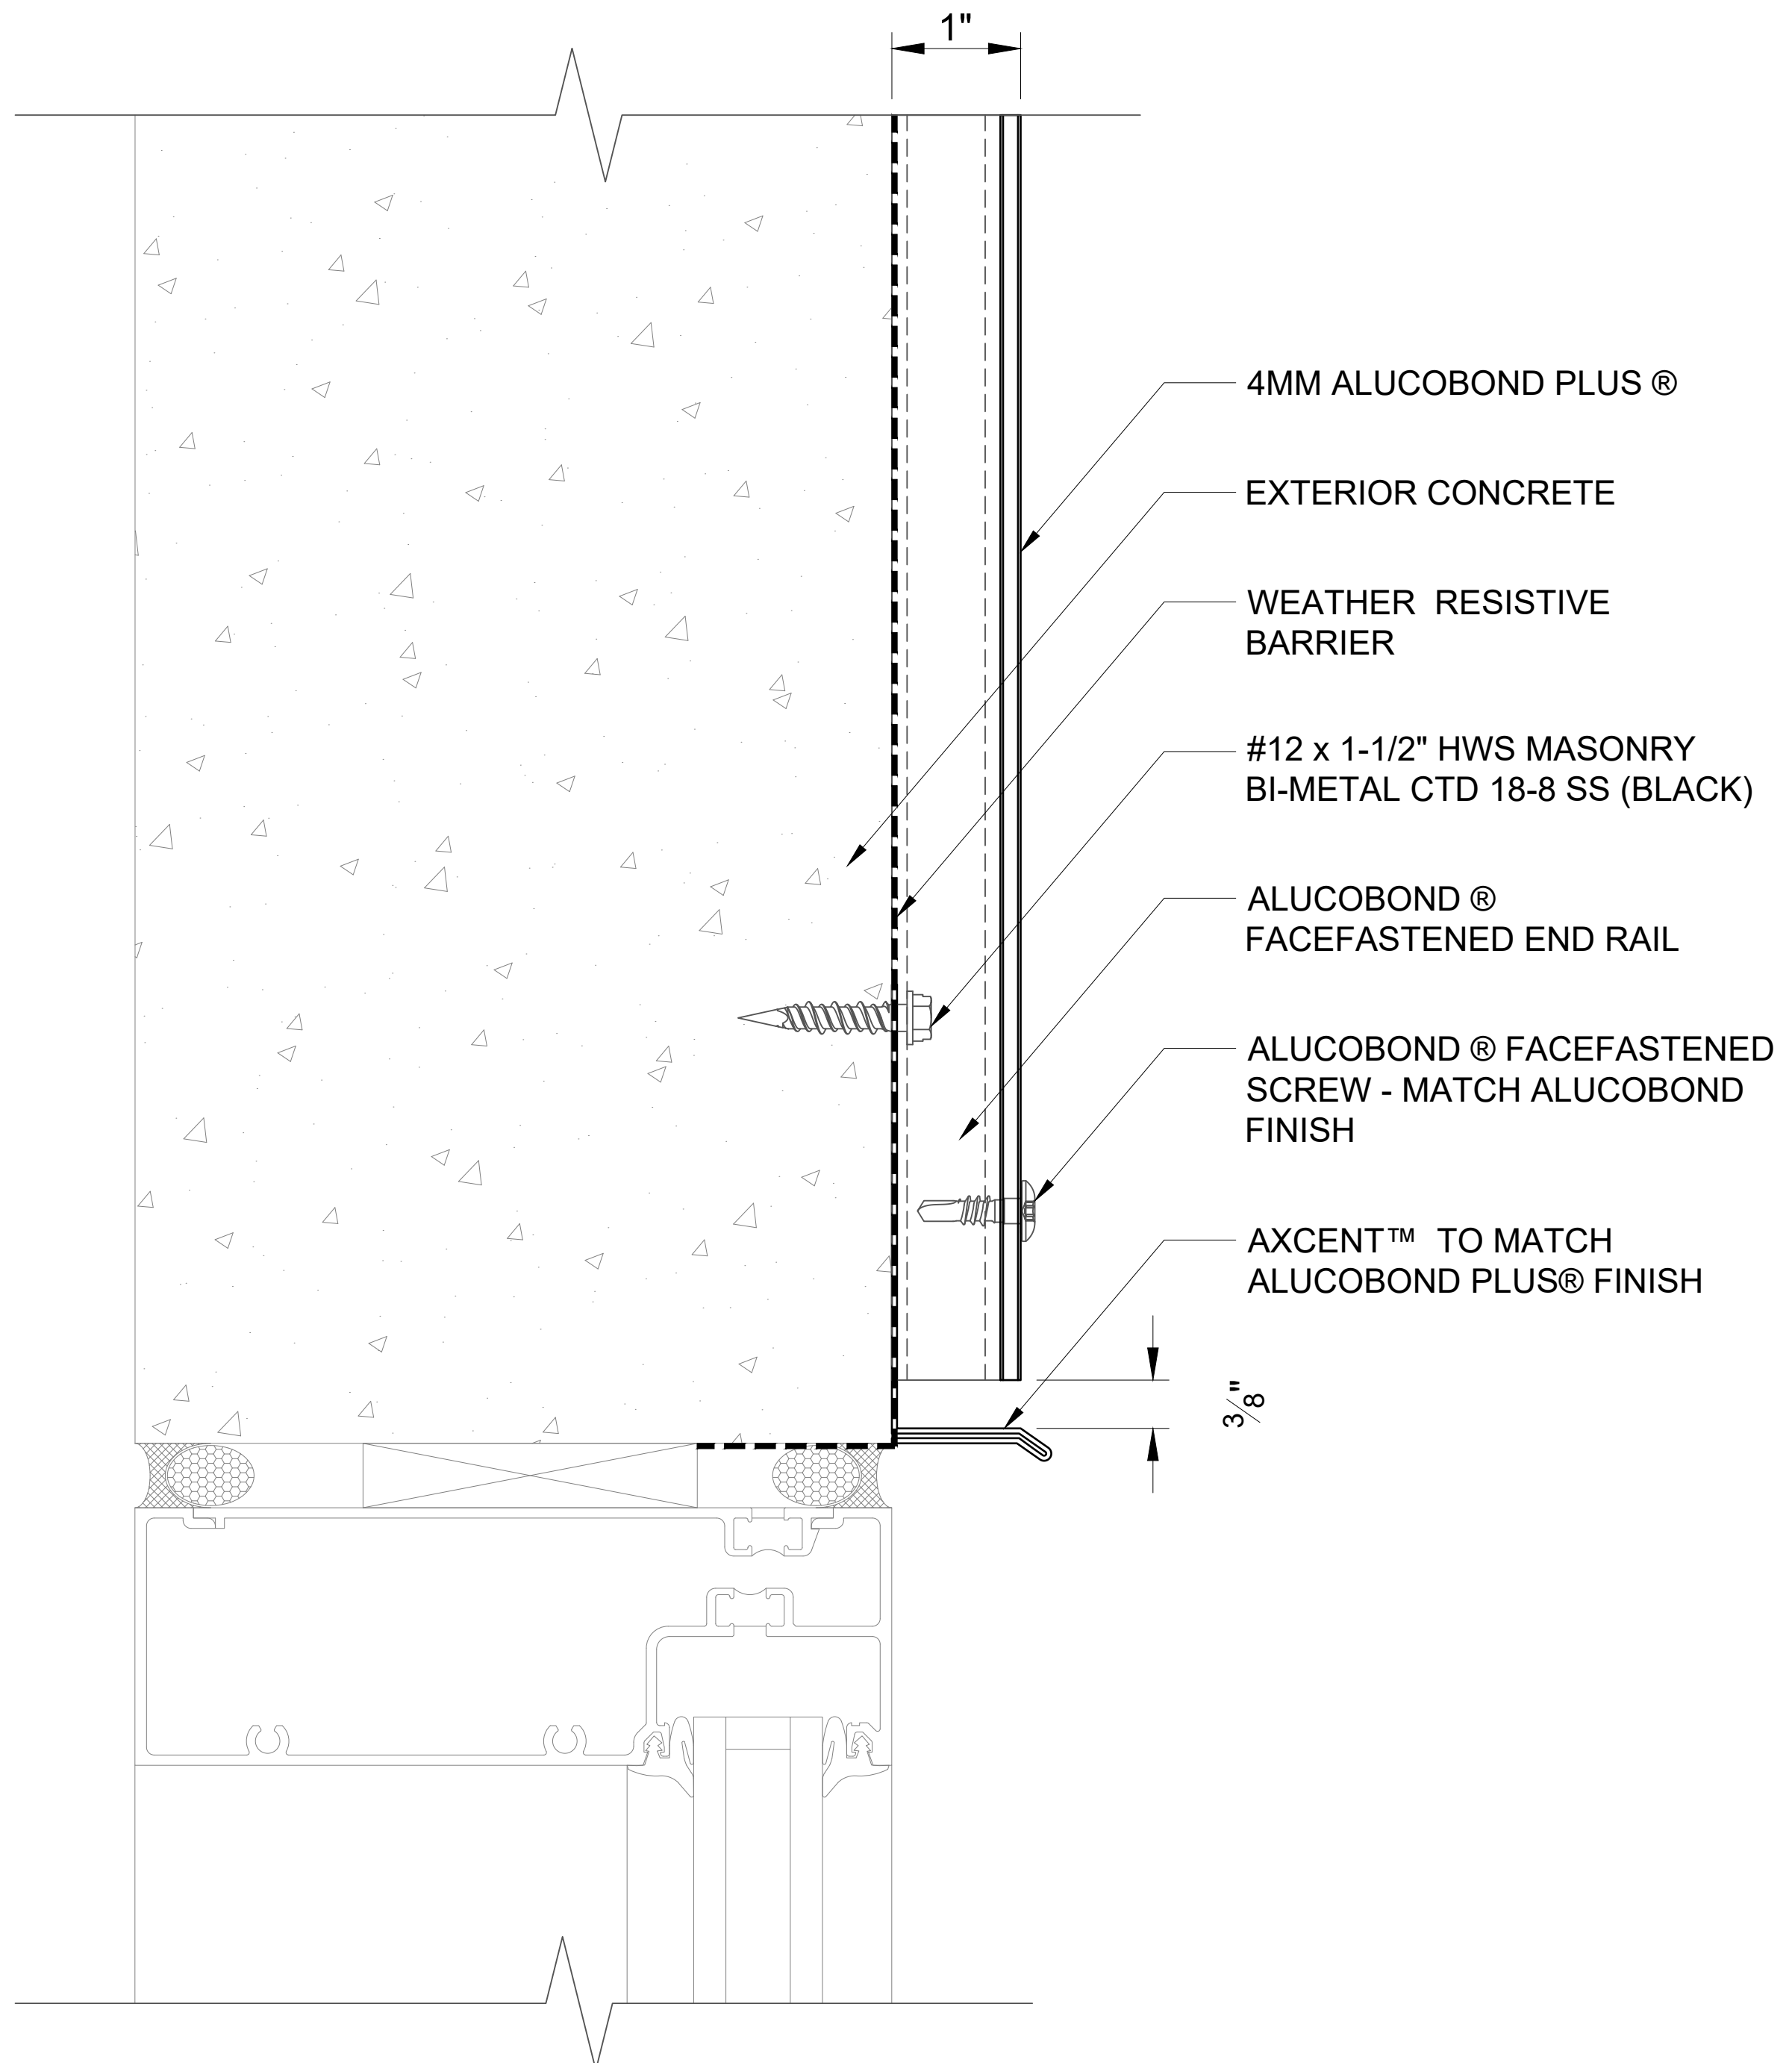 1"
4MM ALUCOBOND PLUS ®
EXTERIOR CONCRETE
WEATHER  RESISTIVE
BARRIER
#12 x 1-1/2" HWS MASONRY
BI-METAL CTD 18-8 SS (BLACK)
ALUCOBOND ®
FACEFASTENED END RAIL
ALUCOBOND ® FACEFASTENED
SCREW - MATCH ALUCOBOND
FINISH
AXCENT™  TO MATCH
ALUCOBOND PLUS® FINISH
3/8"